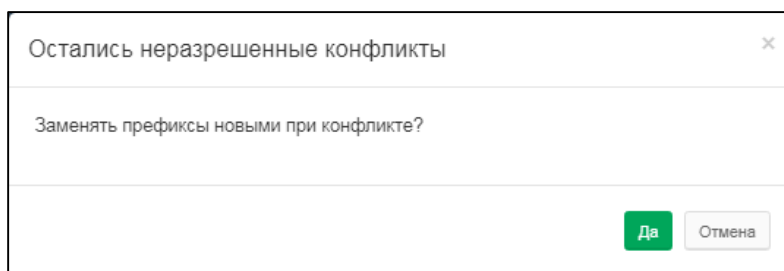 Остались неразрешенные конфликты
×
Заменять префиксы новыми при конфликте?
Да
Отмена